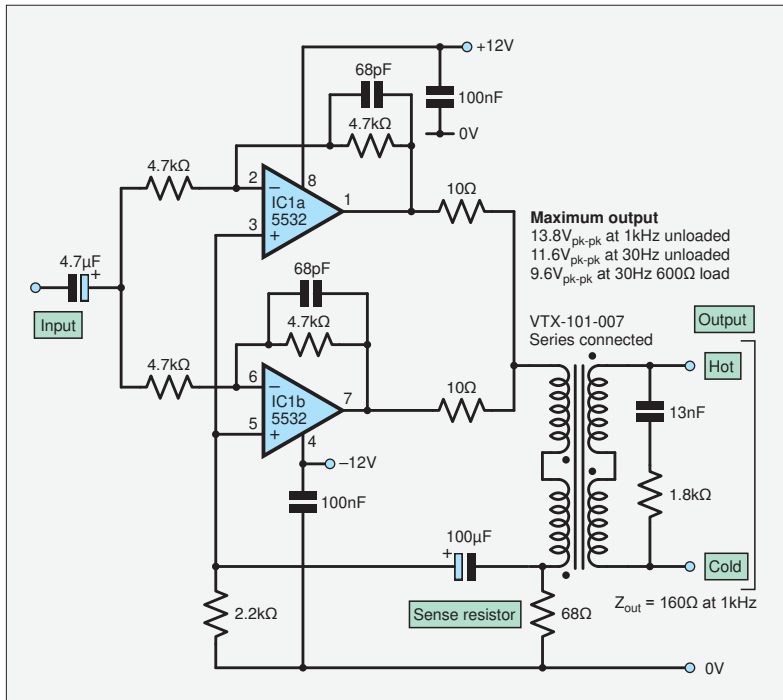 +12V
68pF
100nF
4.7kΩ
0V
4.7kΩ
2
–
8
IC1a
5532
1
3
+
10Ω
Maximum output
13.8Vpk-pk at 1kHz unloaded
11.6Vpk-pk at 30Hz unloaded
9.6Vpk-pk at 30Hz 600Ω load
4.7µF
+
Input
68pF
VTX-101-007
Series connected
Output
4.7kΩ
4.7kΩ
Hot
6
–
IC1b
5532
7
10Ω
13nF
5
+
4
–12V
100nF
1.8kΩ
100µF
+
Cold
Zout = 160Ω at 1kHz
2.2kΩ
Sense resistor
68Ω
0V